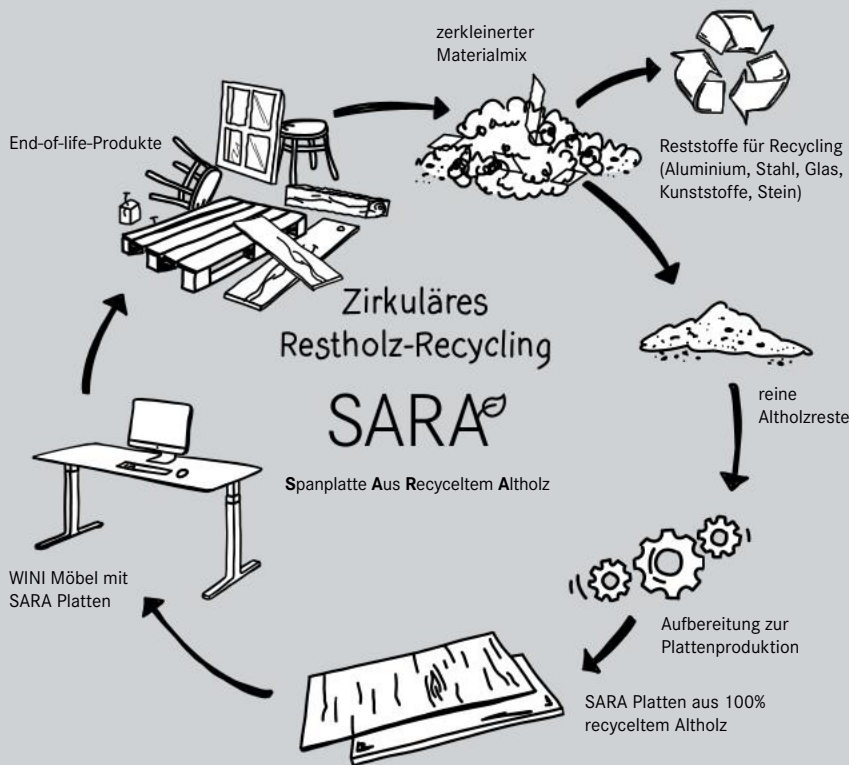 zerkleinerter
Materialmix
End-of-life-Produkte
Reststoffe für Recycling
(Aluminium, Stahl, Glas,
Kunststoffe, Stein)
Zirkuläres
Restholz-Recycling
SARA
Spanplatte Aus Recyceltem Altholz
reine
Altholzreste
WINI Möbel mit
SARA Platten
Aufbereitung zur
Plattenproduktion
SARA Platten aus 100%
recyceltem Altholz